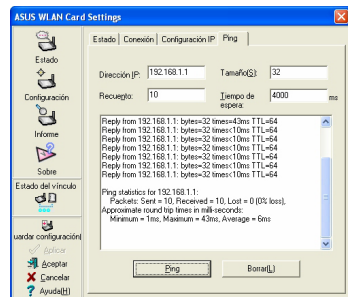 ASUS WLAN Card Settings
Estado
Configuración
Informe
Sobre
Estado del vínculo
uardar configuración(
Aplicar
Aceptar
Cancelar
Ayuda(H)
Estado Conexión Configuración IP Ping
Dirección IP: 192.168.1.1 Tamaño(S): 32
Recuento: 10 Tiempo de espera: 4000 ms
Reply from 192.168.1.1: bytes=32 times=43ms TTL=64
Reply from 192.168.1.1: bytes=32 times<10ms TTL=64
Reply from 192.168.1.1: bytes=32 times<10ms TTL=64
Reply from 192.168.1.1: bytes=32 times<10ms TTL=64
Reply from 192.168.1.1: bytes=32 times<10ms TTL=64
Reply from 192.168.1.1: bytes=32 times<10ms TTL=64
Reply from 192.168.1.1: bytes=32 times<10ms TTL=64
Ping statistics for 192.168.1.1:
Packets: Sent = 10, Received = 10, Lost = 0 (0% loss),
Approximate round trip times in milli-seconds:
Minimum = 1ms, Maximum = 43ms, Average = 6ms
Ping Borrar(L)